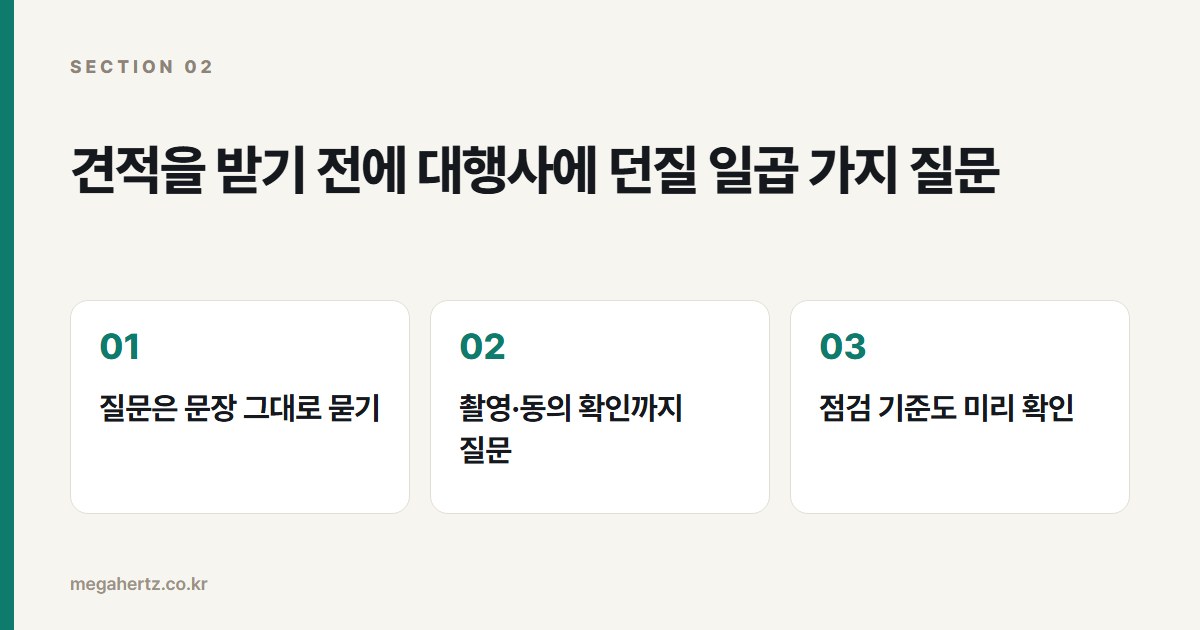 SECTION 02
견적을 받기 전에 대행사에 던질 일곱 가지 질문
01
질문은 문장 그대로 묻기
02
촬영·동의 확인까지
질문
03
점검 기준도 미리 확인
megahertz.co.kr